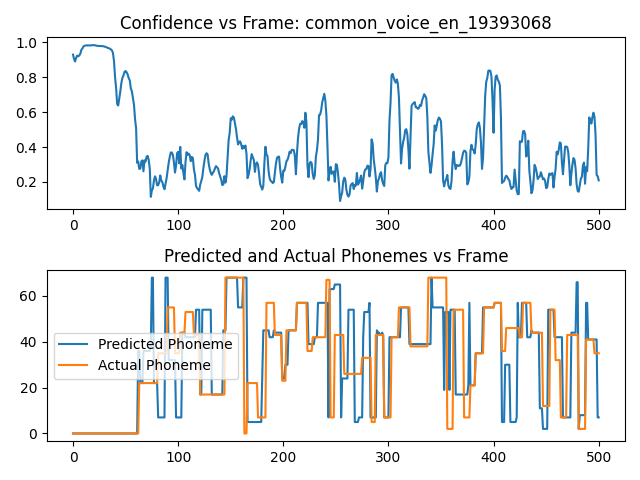 Confidence vs Frame: common_voice_en_19393068
1.0
0.8
0.6
0.4
0.2
0 100 200 300 400 500
Predicted and Actual Phonemes vs Frame
60
40
20
0
Predicted Phoneme
Actual Phoneme
0 100 200 300 400 500